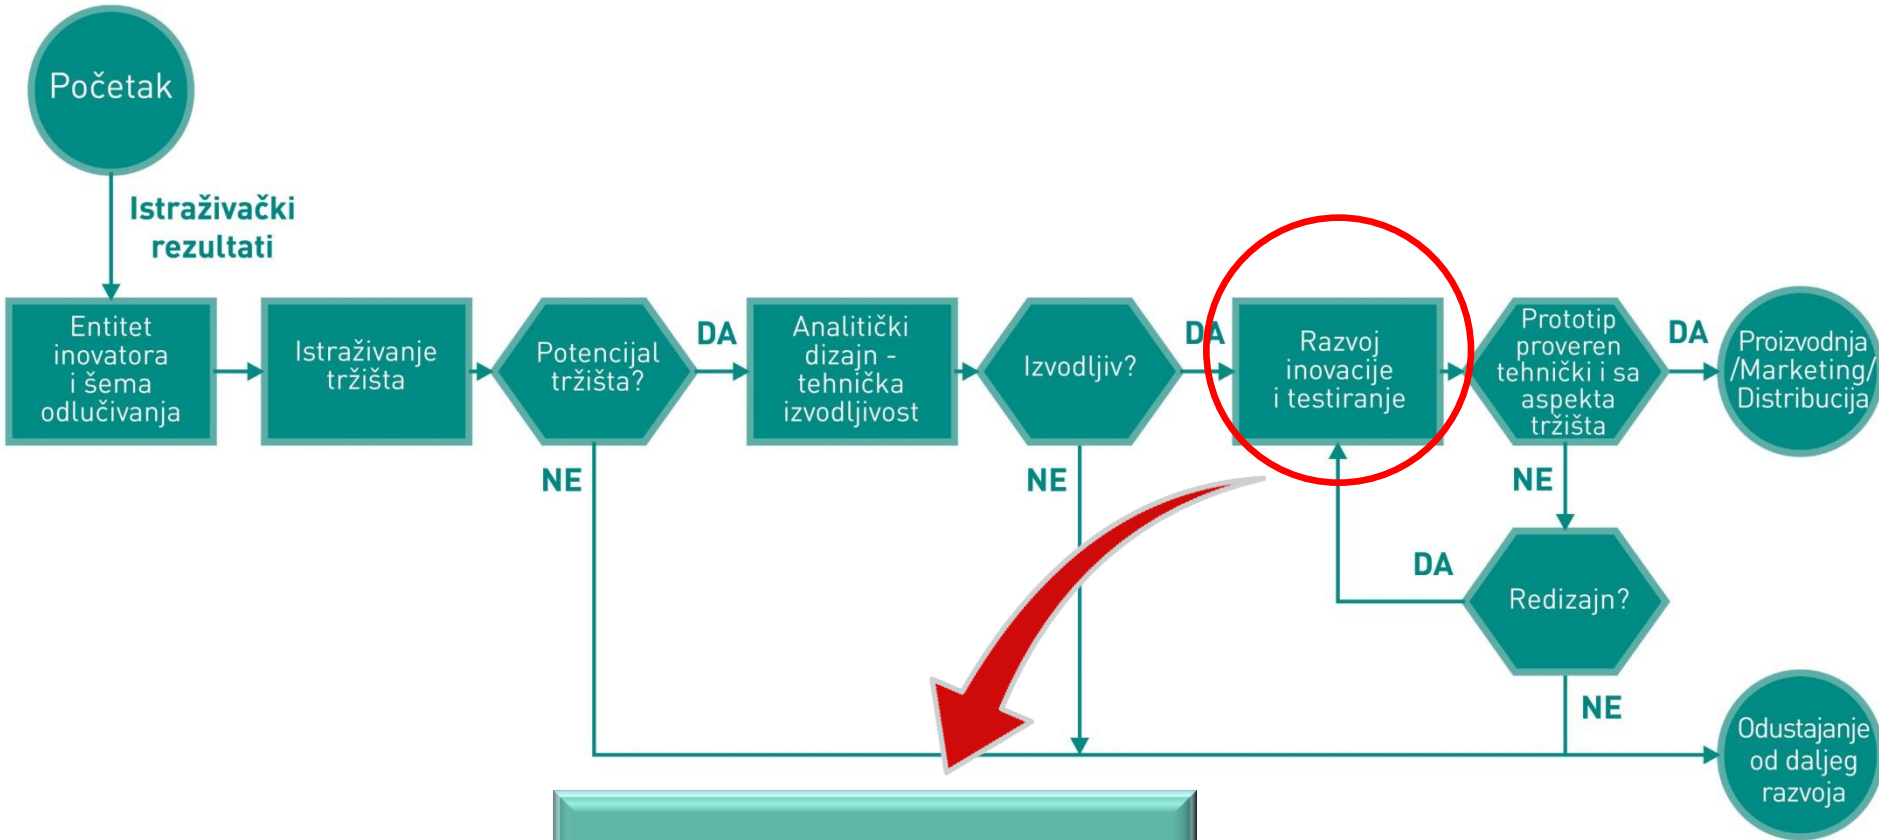 Početak
Istraživački
rezultati
Entitet
inovatora
i šema
odlučivanja
Istraživanje
tržišta
Potencijal
tržišta?
DA
NE
Analitički
dizajn -
tehnička
izvodljivost
Izvodljiv?
DA
NE
Razvoj
inovacije
i testiranje
Prototip
proveren
tehnički i sa
aspekta
tržišta
DA
NE
Proizvodnja
/Marketing/
Distribucija
Redizajn?
DA
NE
Odustajanje
od daljeg
razvoja